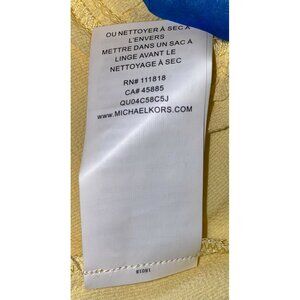 OU NETTOYER À SEC À
L'ENVERS
METTRE DANS UN SAC À
LINGE AVANT LE
NETTOYAGE À SEC
RN# 111818
CA# 45885
QU04C58C5J
www.MICHAELKORS.COM